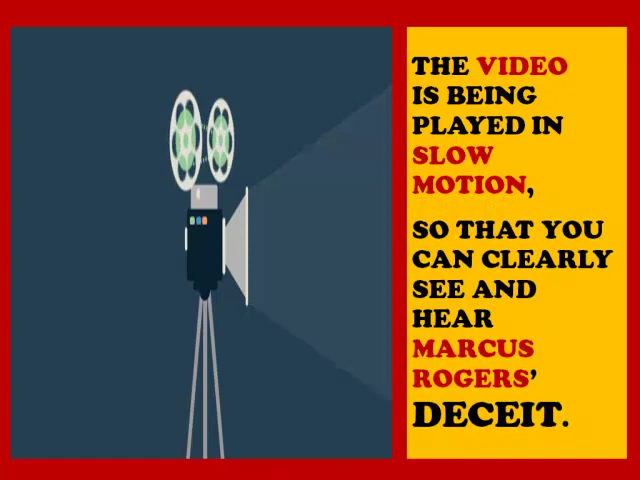 THE VIDEO
IS BEING
PLAYED IN
SLOW
MOTION,
SO THAT YOU
CAN CLEARLY
SEE AND
HEAR
MARCUS
ROGERS’
DECEIT.